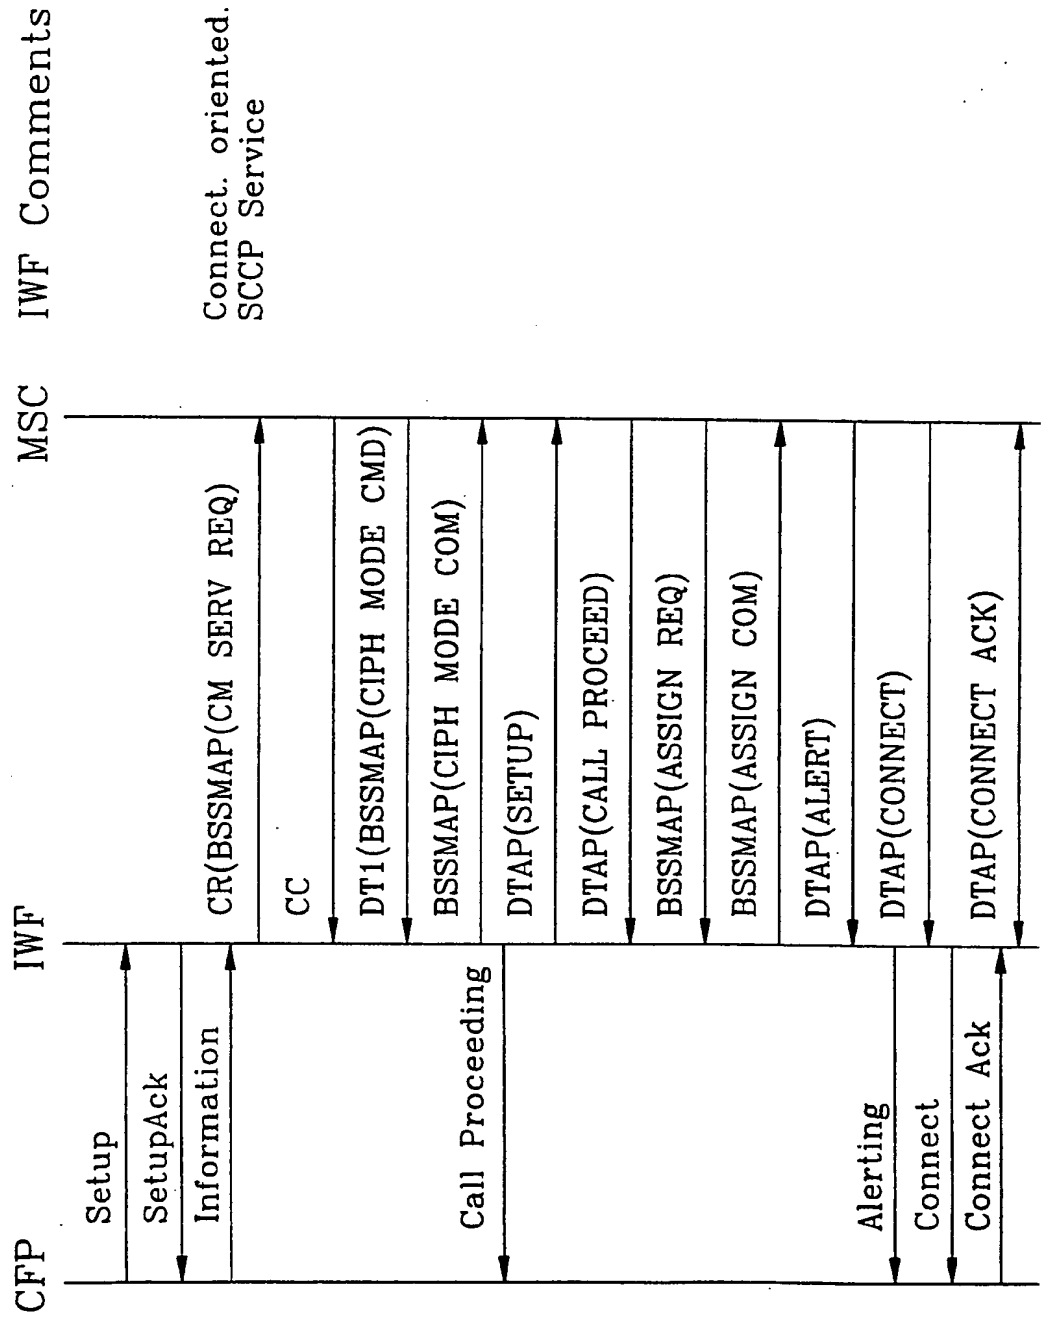 CFP IWF MSC IWF Comments
Setup
SetupAck
Information
CR(BSSMAP(CM SERV REQ)
Connect. oriented.
SCCP Service
CC
DT1(BSSMAP(CIPH MODE CMD)
BSSMAP(CIPH MODE COM)
Call Proceeding
DTAP(SETUP)
DTAP(CALL PROCEED)
BSSMAP(ASSIGN REQ)
BSSMAP(ASSIGN COM)
DTAP(ALERT)
Alerting
DTAP(CONNECT)
Connect
DTAP(CONNECT ACK)
Connect Ack